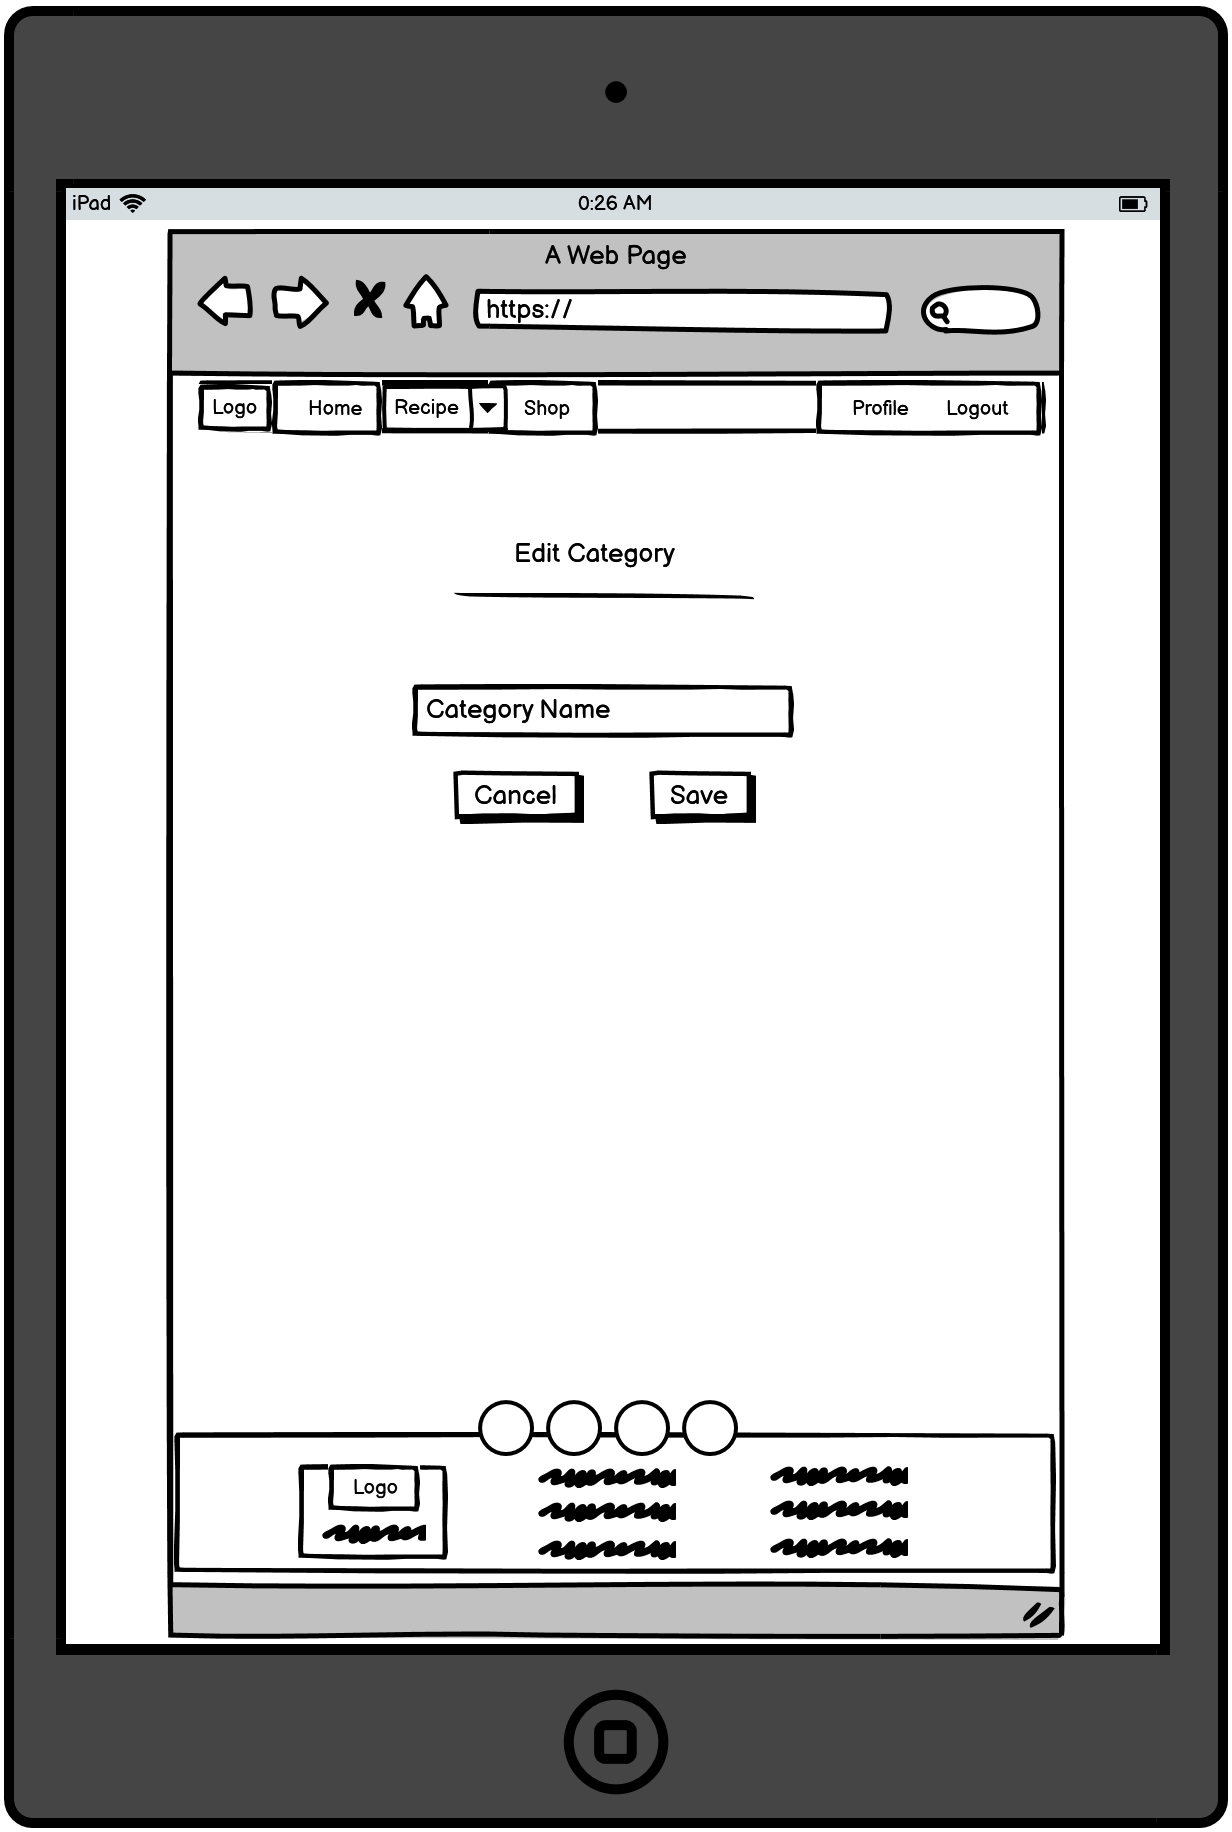 iPad 0:26 AM
A Web Page
https://
Logo Home Recipe Shop Profile Logout
Edit Category
Category Name
Cancel Save
Logo